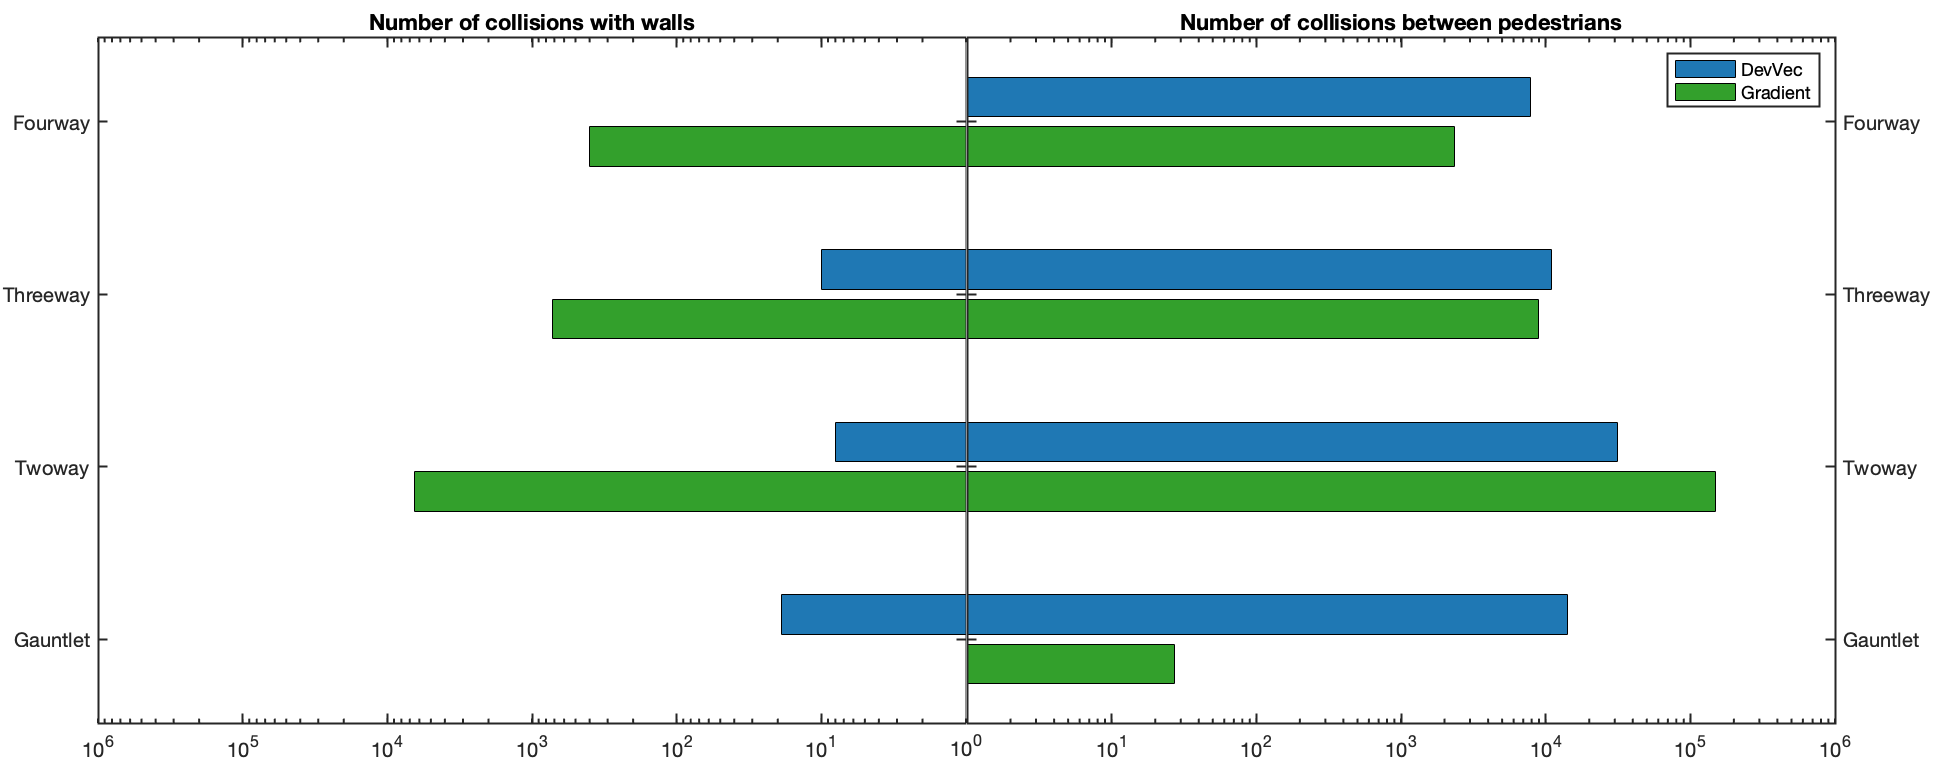 Number of collisions with walls
Number of collisions between pedestrians
DevVec
Gradient
Fourway
Fourway
Threeway
Threeway
Twoway
Twoway
Gauntlet
Gauntlet
10⁶ 10⁵ 10⁴ 10³ 10² 10¹ 10⁰ 10¹ 10² 10³ 10⁴ 10⁵ 10⁶